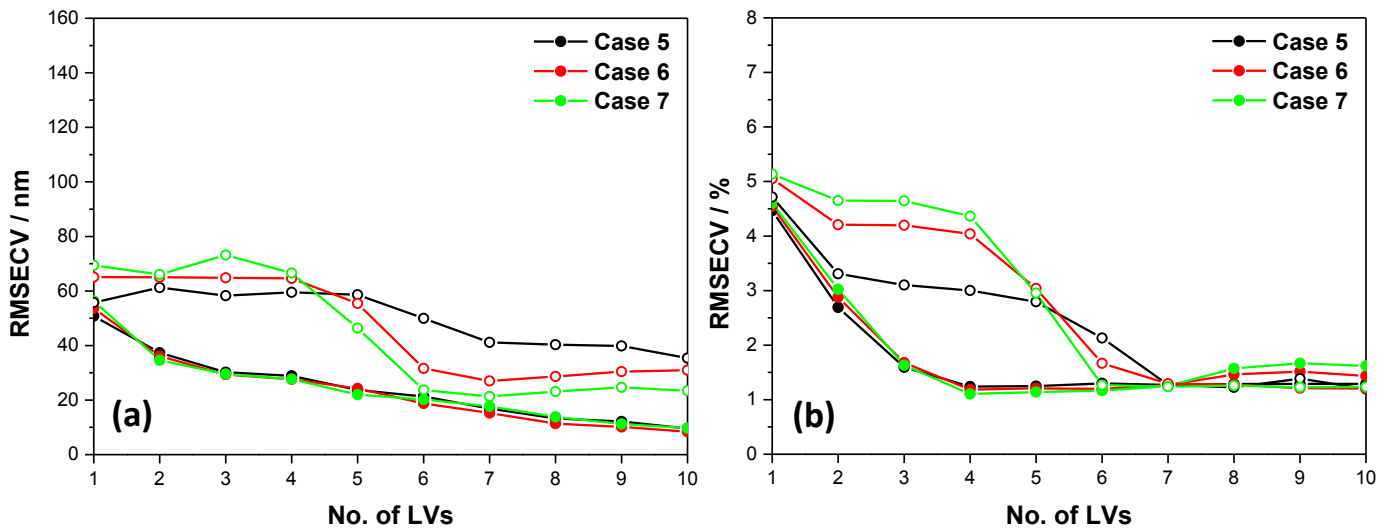 160
140
120
100
80
60
40
20
0
RMSECV / nm
Case 5
Case 6
Case 7
(a)
1 2 3 4 5 6 7 8 9 10
No. of LVs
8
7
6
5
4
3
2
1
0
RMSECV / %
Case 5
Case 6
Case 7
(b)
1 2 3 4 5 6 7 8 9 10
No. of LVs